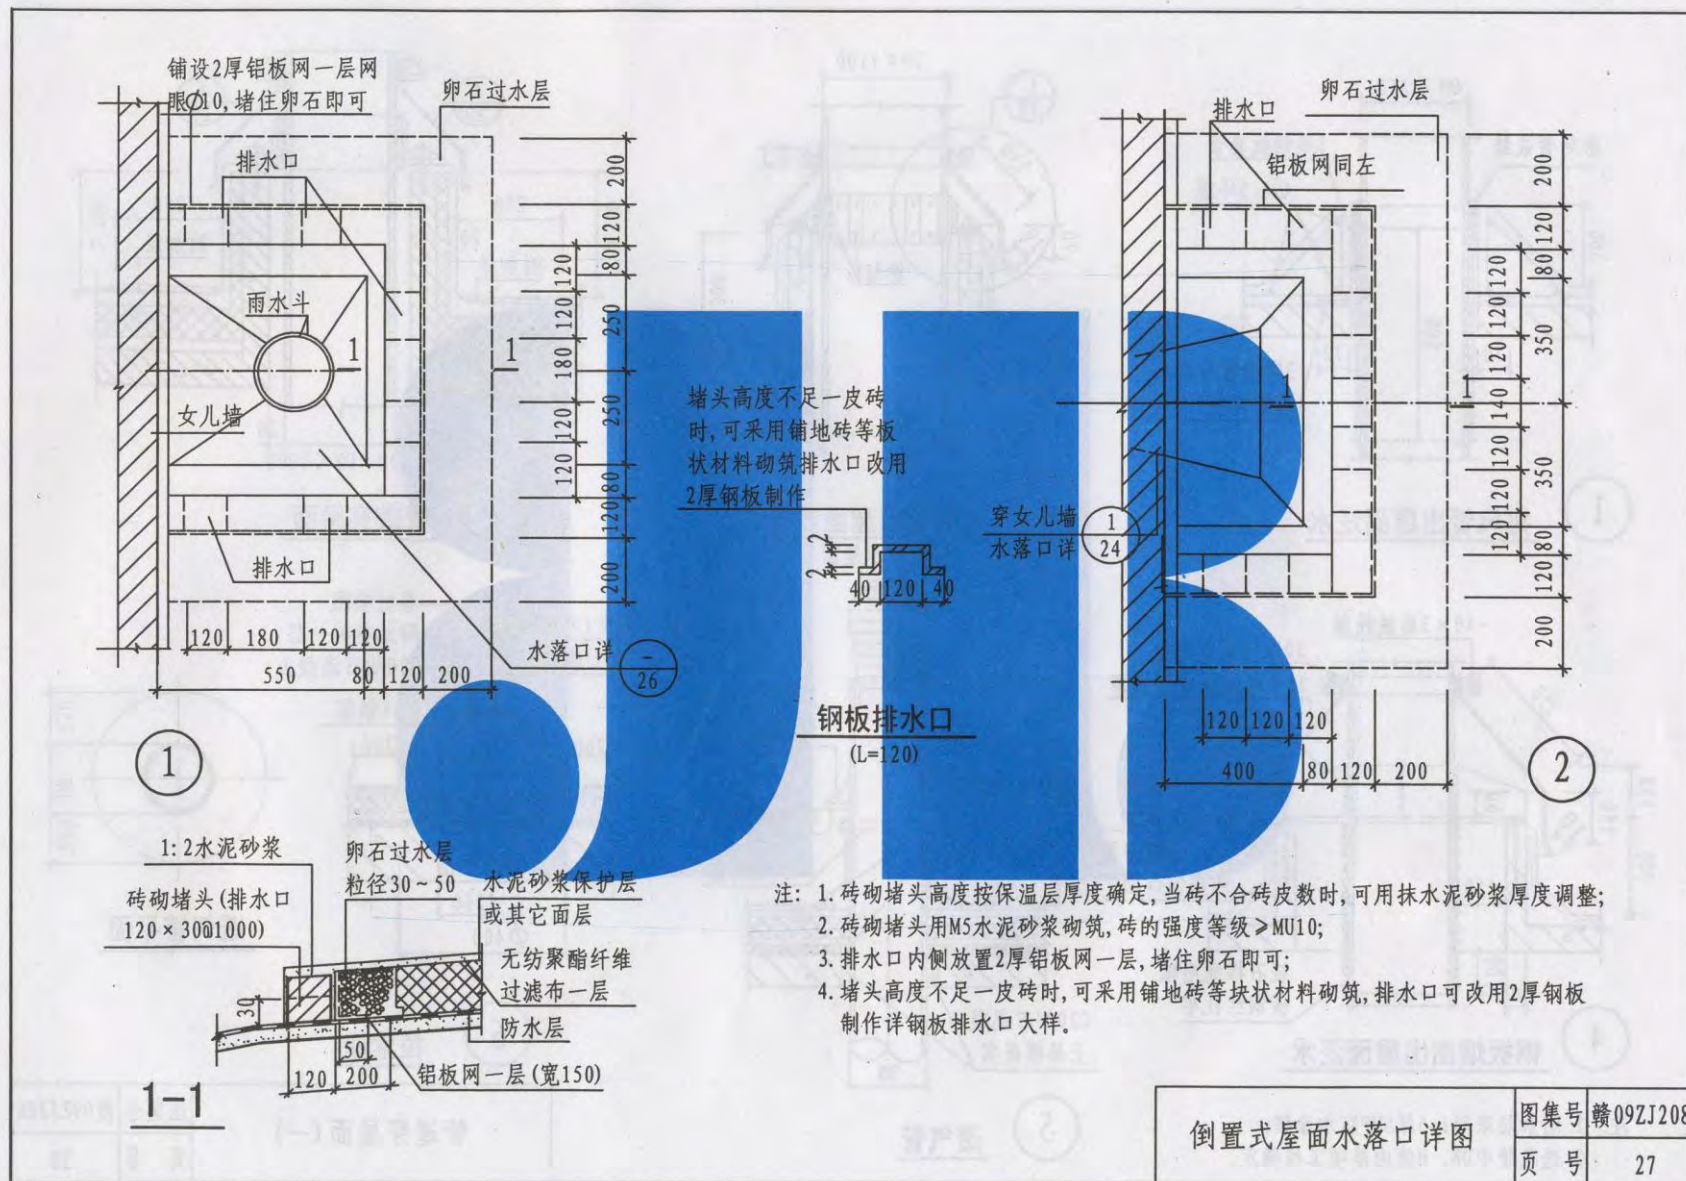 铺设2厚铝板网一层网
眼∅10,堵住卵石即可
卵石过水层
排水口
雨水斗
女儿墙
排水口
1
1
200
120
80
250
250
80
120
200
120
120
180
120
120
120
180
120
120
550
80
120
200
水落口详
-
26
1
堵头高度不足一皮砖
时,可采用铺地砖等板
状材料砌筑排水口改用
2厚钢板制作
2
2
40
120
40
钢板排水口
(L=120)
排水口
卵石过水层
铝板网同左
1
1
穿女儿墙
水落口详
1
24
200
120
80
350
350
80
120
200
120
120
120
140
120
120
120
120
120
120
400
80
120
200
2
1:2水泥砂浆
砖砌堵头(排水口
120×30@1000)
卵石过水层
粒径30~50
水泥砂浆保护层
或其它面层
无纺聚酯纤维
过滤布一层
防水层
铝板网一层(宽150)
30
50
120
200
1-1
注: 1.砖砌堵头高度按保温层厚度确定,当砖不合砖皮数时,可用抹水泥砂浆厚度调整;
2.砖砌堵头用M5水泥砂浆砌筑,砖的强度等级≥MU10;
3.排水口内侧放置2厚铝板网一层,堵住卵石即可;
4.堵头高度不足一皮砖时,可采用铺地砖等块状材料砌筑,排水口可改用2厚钢板
制作详钢板排水口大样。
JIB
倒置式屋面水落口详图
图集号
赣09ZJ208
页 号
27